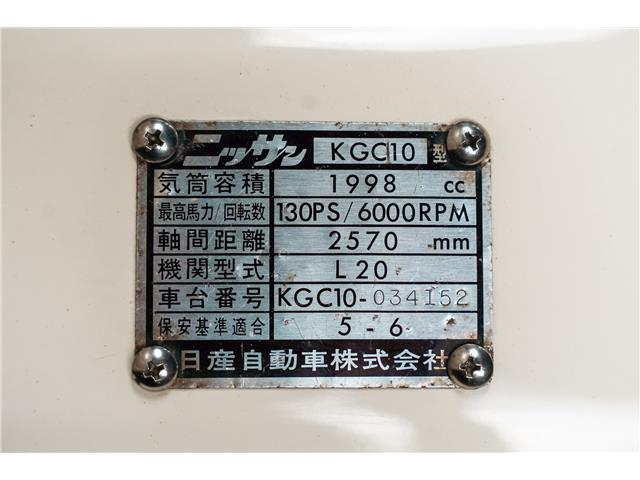 ニッサン KGC10 型
気筒容積 1998 cc
最高馬力/回転数 130PS/6000RPM
軸間距離 2570 mm
機関型式 L20
車台番号 KGC10-034152
保安基準適合 5-6
日産自動車株式会社